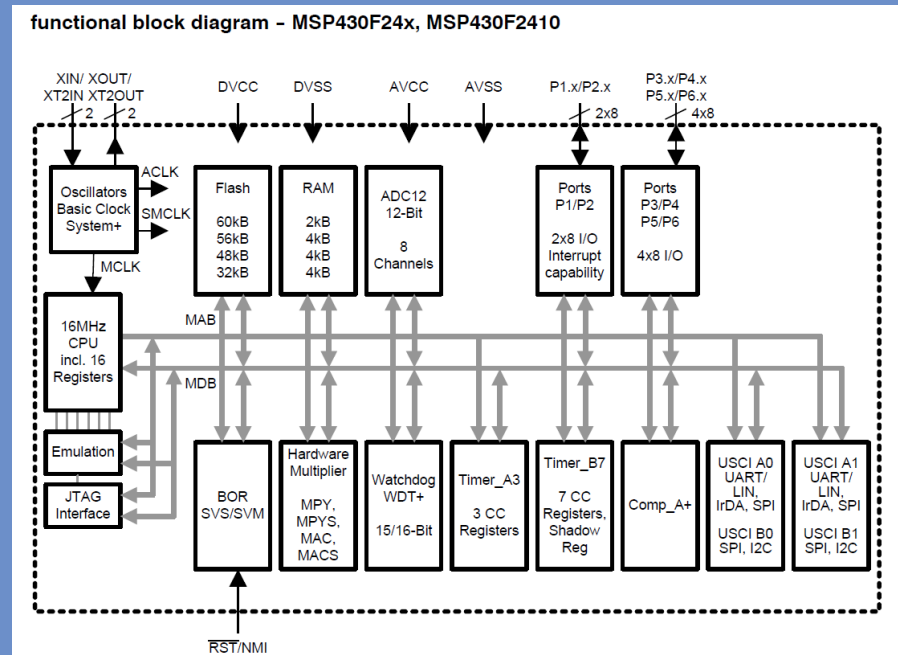 functional block diagram – MSP430F24x, MSP430F2410
XIN/ XOUT/
XT2IN XT2OUT
2
2
DVCC
DVSS
AVCC
AVSS
P1.x/P2.x
2x8
P3.x/P4.x
P5.x/P6.x
4x8
Oscillators
Basic Clock
System+
ACLK
SMCLK
MCLK
Flash
60kB
56kB
48kB
32kB
RAM
2kB
4kB
4kB
4kB
ADC12
12-Bit
8
Channels
Ports
P1/P2
2x8 I/O
Interrupt
capability
Ports
P3/P4
P5/P6
4x8 I/O
16MHz
CPU
incl. 16
Registers
MAB
MDB
Emulation
JTAG
Interface
BOR
SVS/SVM
Hardware
Multiplier
MPY,
MPYS,
MAC,
MACS
Watchdog
WDT+
15/16-Bit
Timer_A3
3 CC
Registers
Timer_B7
7 CC
Registers,
Shadow
Reg
Comp_A+
USCI A0
UART/
LIN,
IrDA, SPI
USCI B0
SPI, I2C
USCI A1
UART/
LIN,
IrDA, SPI
USCI B1
SPI, I2C
RST/NMI